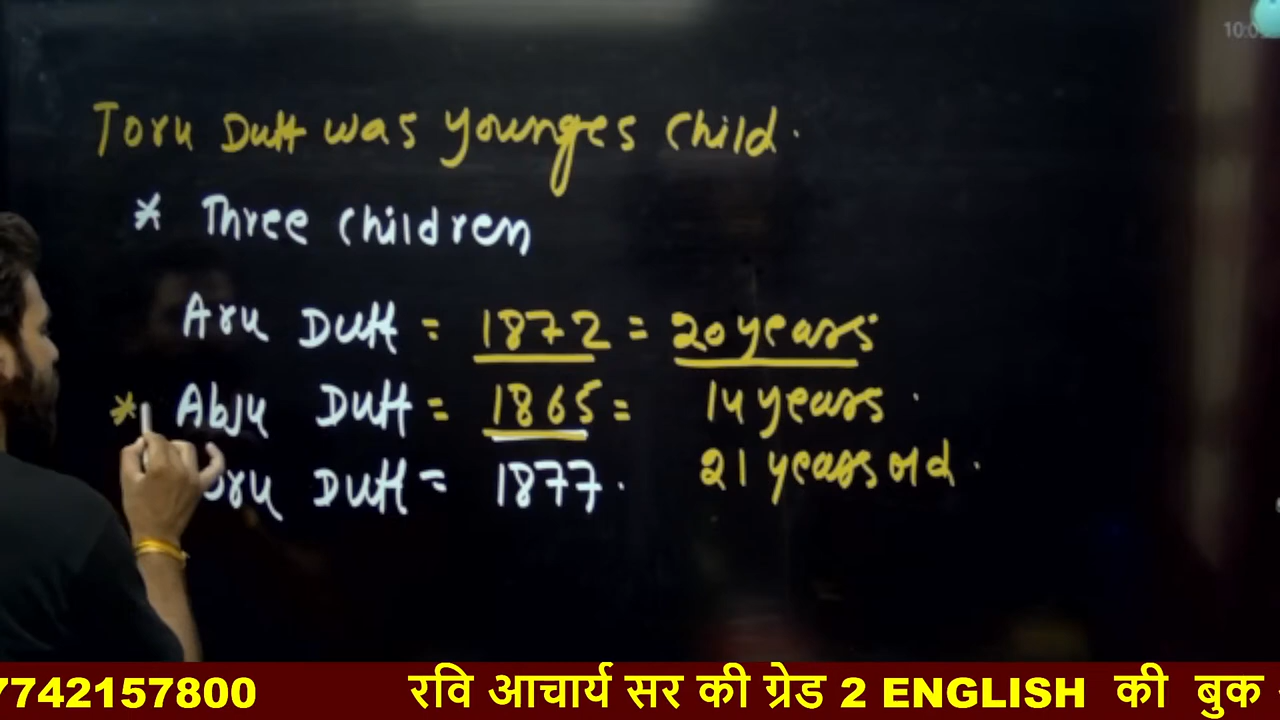 Toru Dutt was younges child.
* Three children
Aru Dutt = 1872 = 20 years.
* Abju Dutt = 1865 = 14 years.
oru Dutt = 1877. 21 years old.
7742157800 रवि आचार्य सर की ग्रेड 2 ENGLISH की बुक